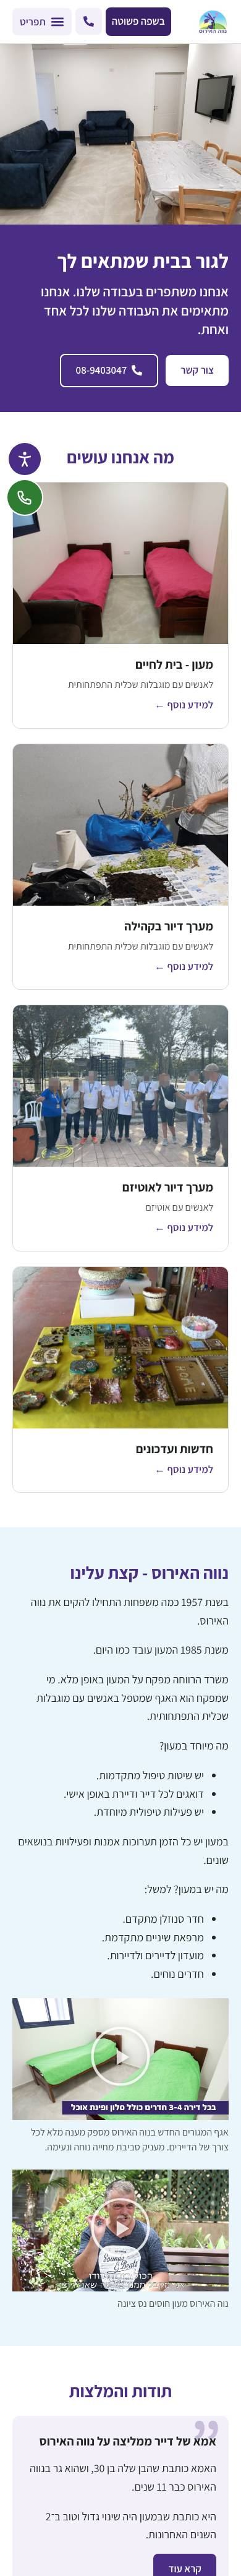 נווה האירוס
בשפה פשוטה
תפריט
לגור בבית שמתאים לך
אנחנו משתפרים בעבודה שלנו. אנחנו
מתאימים את העבודה שלנו לכל אחד
ואחת.
צור קשר
08-9403047
מה אנחנו עושים
מעון - בית לחיים
לאנשים עם מוגבלות שכלית התפתחותית
למידע נוסף ←
מערך דיור בקהילה
לאנשים עם מוגבלות שכלית התפתחותית
למידע נוסף ←
מערך דיור לאוטיזם
לאנשים עם אוטיזם
למידע נוסף ←
HOME
חדשות ועדכונים
למידע נוסף ←
נווה האירוס - קצת עלינו
בשנת 1957 כמה משפחות התחילו להקים את נווה
האירוס.
משנת 1985 המעון עובד כמו היום.
משרד הרווחה מפקח על המעון באופן מלא. מי
שמפקח הוא האגף שמטפל באנשים עם מוגבלות
שכלית התפתחותית.
מה מיוחד במעון?
יש שיטות טיפול מתקדמות.
דואגים לכל דייר ודיירת באופן אישי.
יש פעילות טיפולית מיוחדת.
במעון יש כל הזמן תערוכות אמנות ופעילויות בנושאים
שונים.
מה יש במעון? למשל:
חדר סנוזלן מתקדם.
מרפאת שיניים מתקדמת.
מועדון לדיירים ולדיירות.
חדרים נוחים.
בכל דירה 3-4 חדרים כולל סלון ופינת אוכל
אגף המגורים החדש בנווה האירוס מספק מענה מלא לכל
צורך של הדיירים. מעניק סביבת מחייה נוחה ונעימה.
נוה האירוס מעון חוסים נס ציונה
תודות והמלצות
אמא של דייר ממליצה על נווה האירוס
האמא כותבת שהבן שלה בן 30, ושהוא גר בנווה
האירוס כבר 11 שנים.
היא כותבת שבמעון היה שינוי גדול וטוב ב־2
השנים האחרונות.
קרא עוד